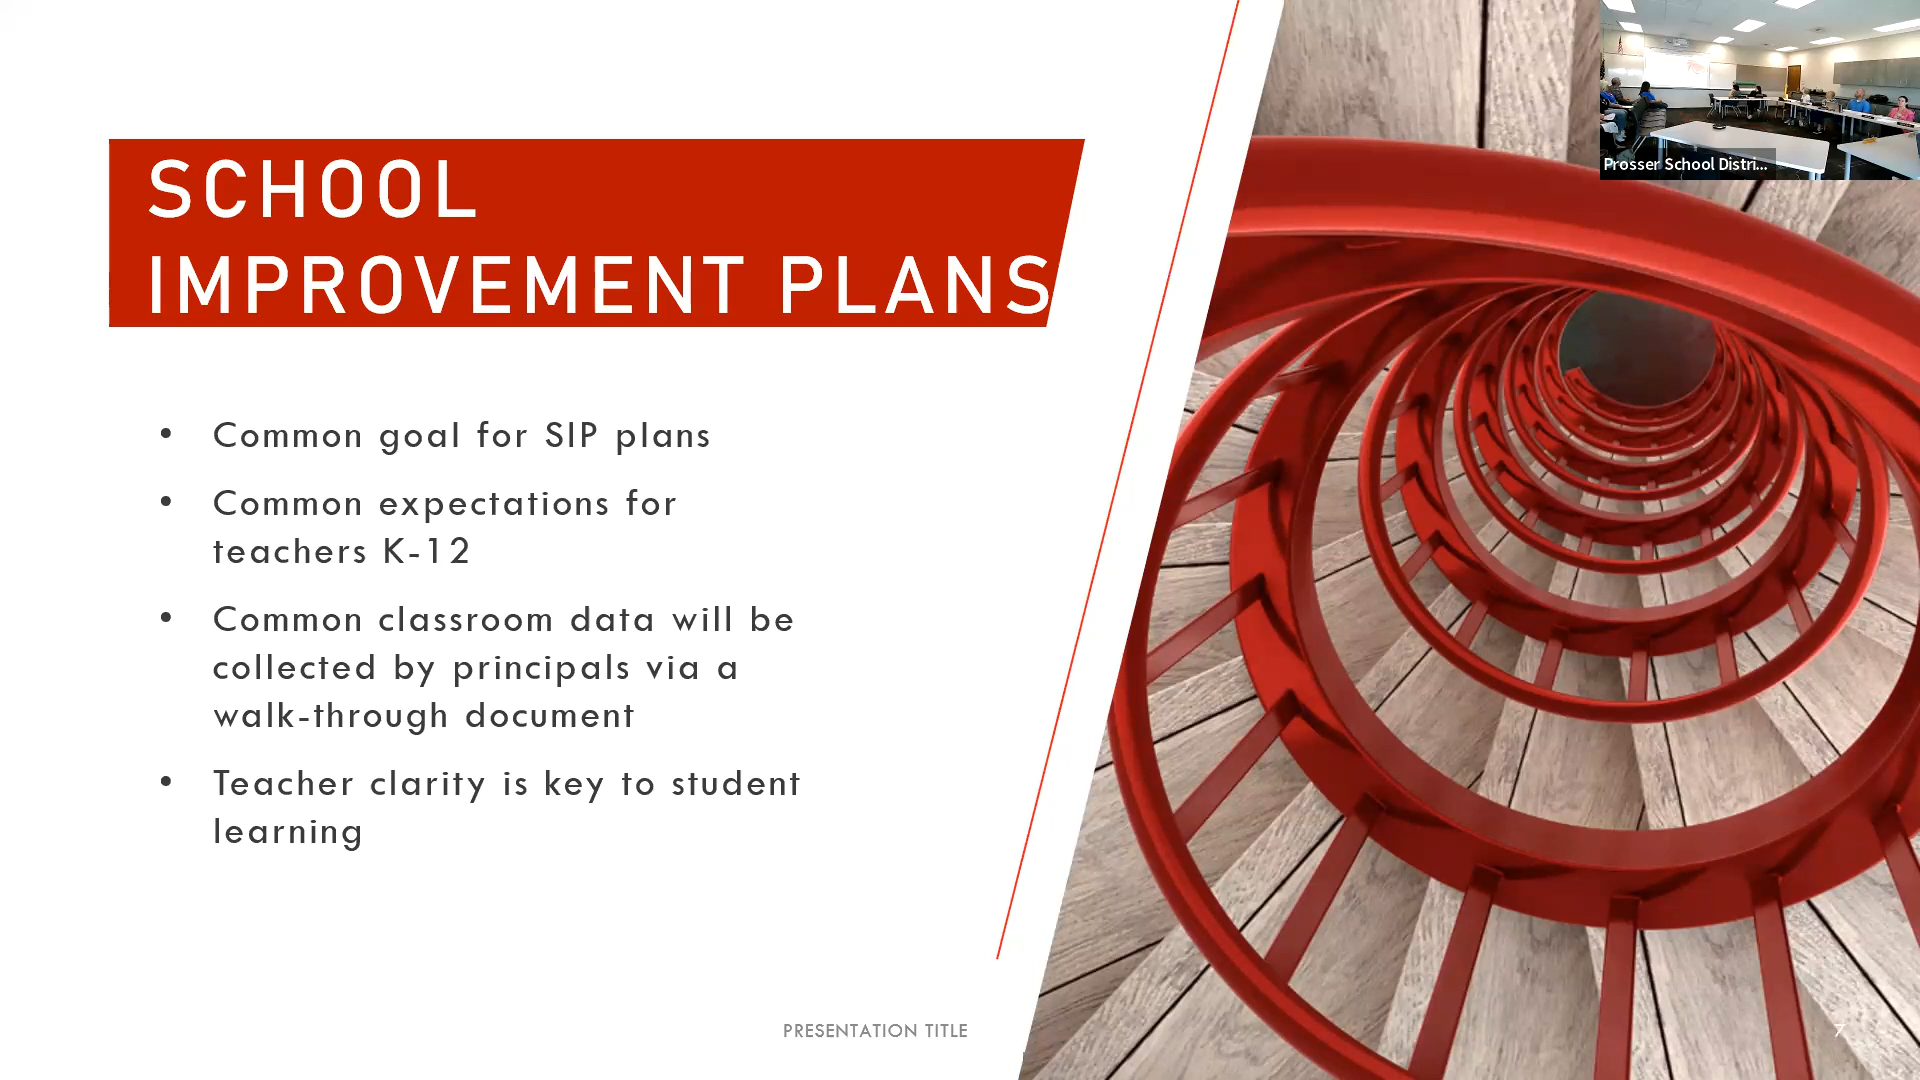 SCHOOL
IMPROVEMENT PLANS
• Common goal for SIP plans
• Common expectations for
teachers K-12
• Common classroom data will be
collected by principals via a
walk-through document
• Teacher clarity is key to student
learning
PRESENTATION TITLE
7
Prosser School Distri...